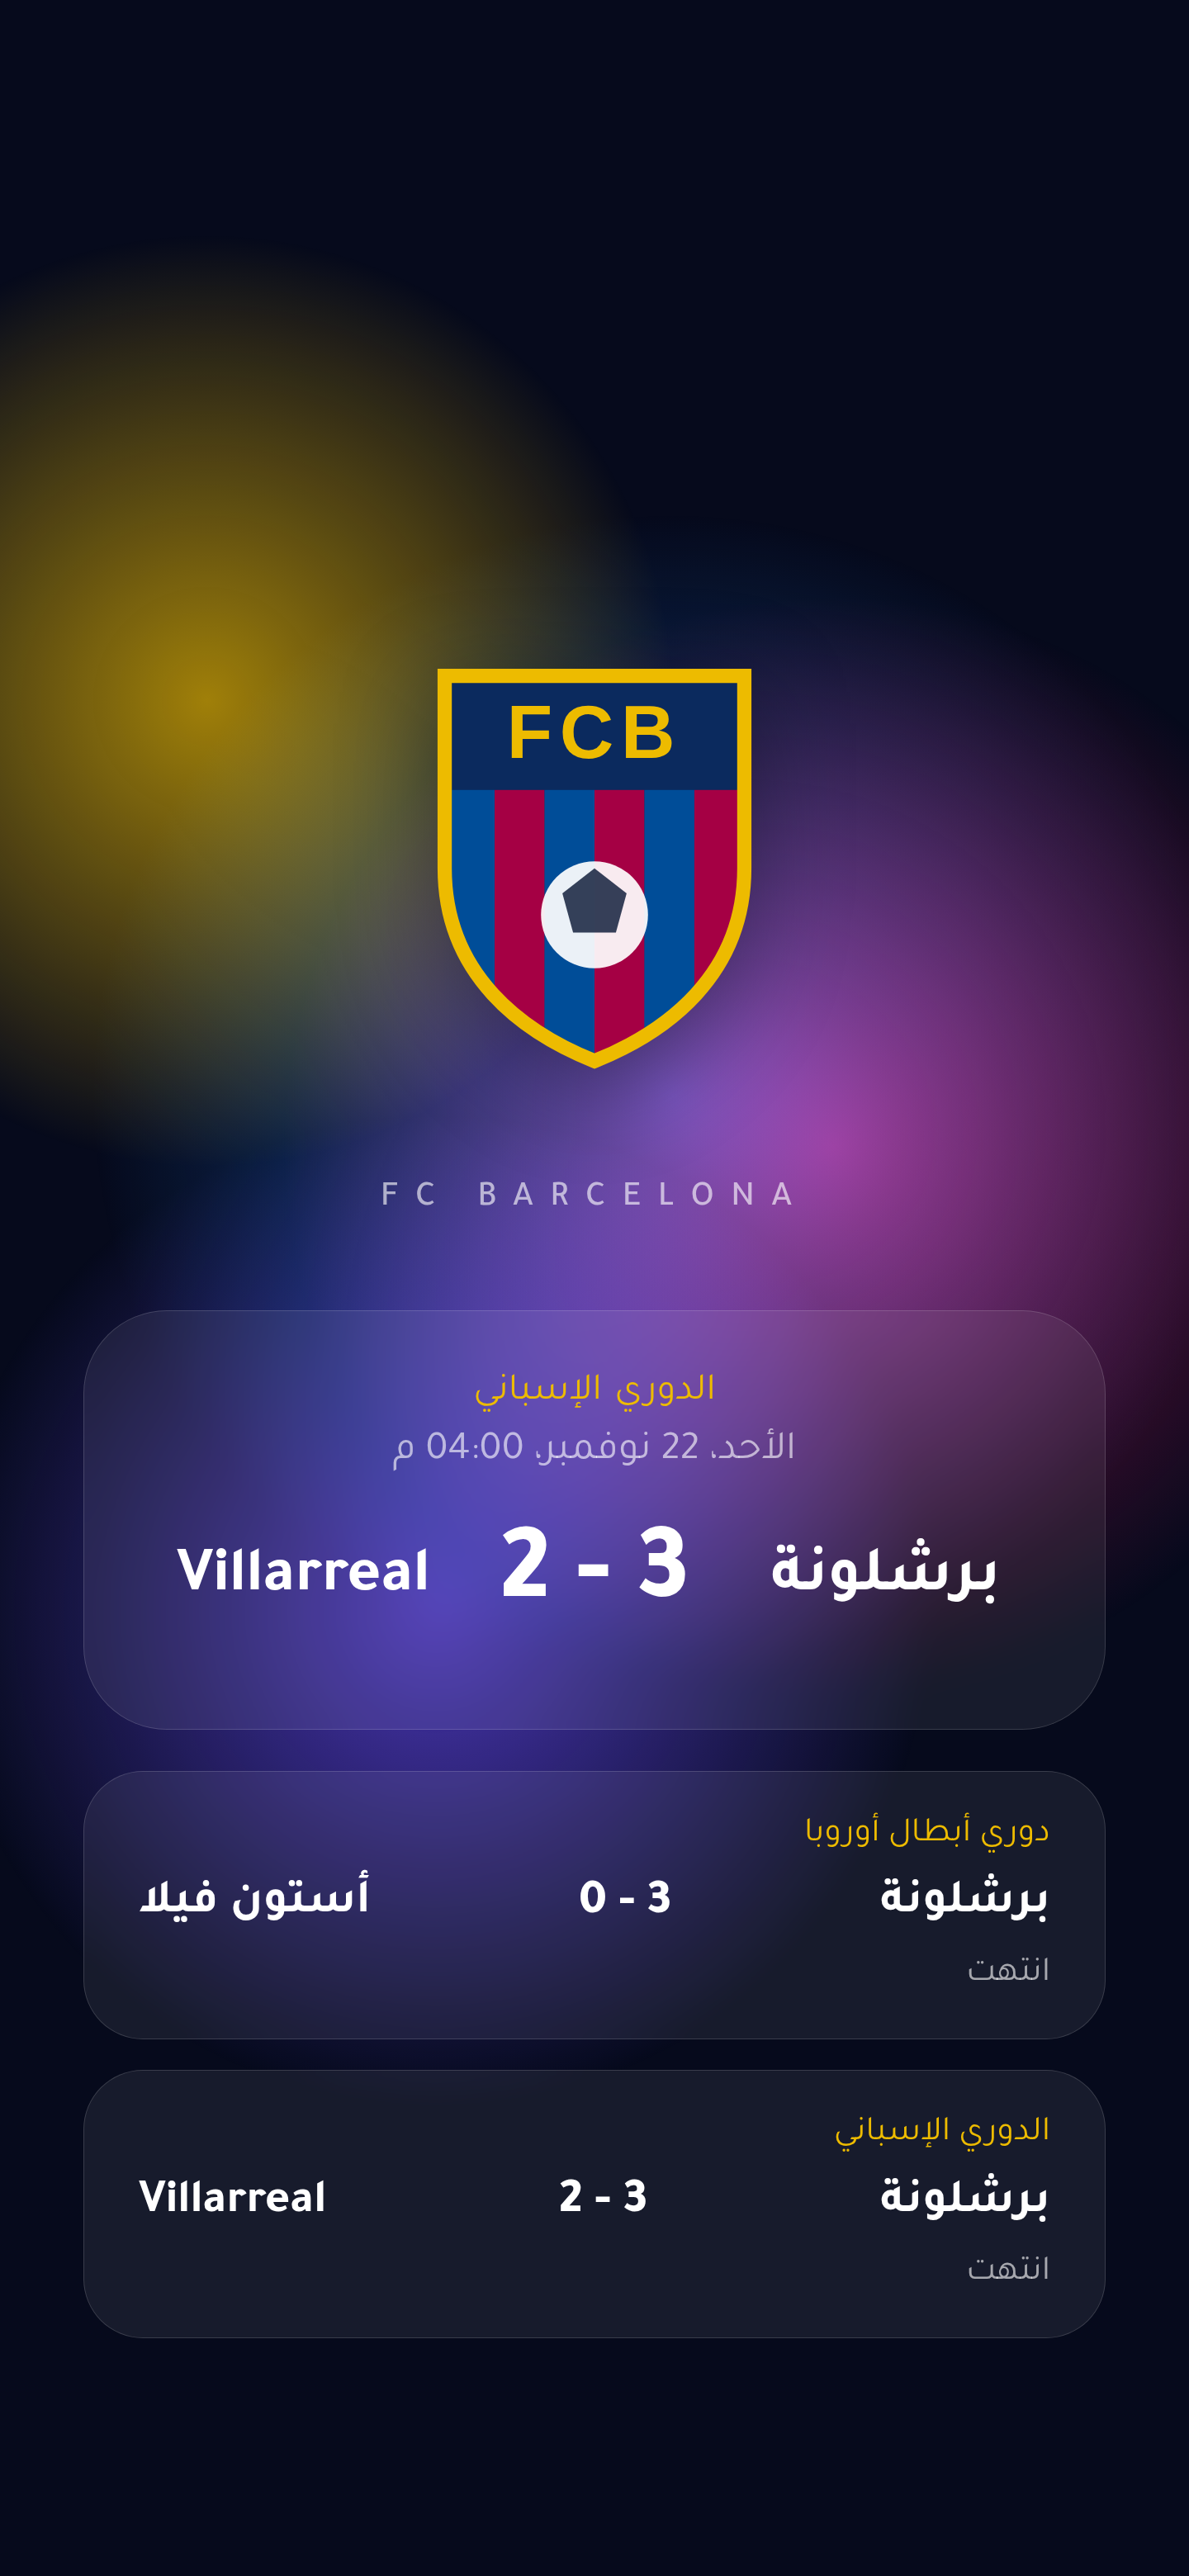 FCB
FC BARCELONA
الدوري الإسباني
الأحد، 22 نوفمبر، 04:00 م
برشلونة 3 - 2 Villarreal
دوري أبطال أوروبا
برشلونة 3 - 0 أستون فيلا
انتهت
الدوري الإسباني
برشلونة 3 - 2 Villarreal
انتهت